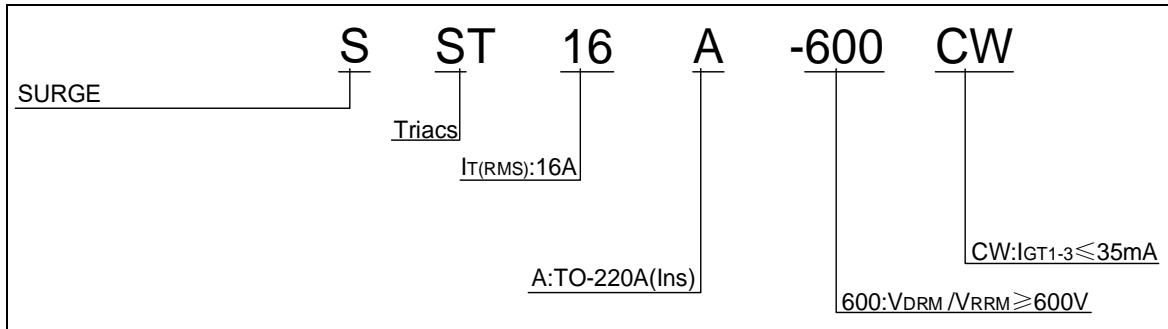 S ST 16 A -600 CW
SURGE
Triacs
IT(RMS):16A
CW:IGT1-3≤35mA
A:TO-220A(Ins)
600:VDRM /VRRM≥600V